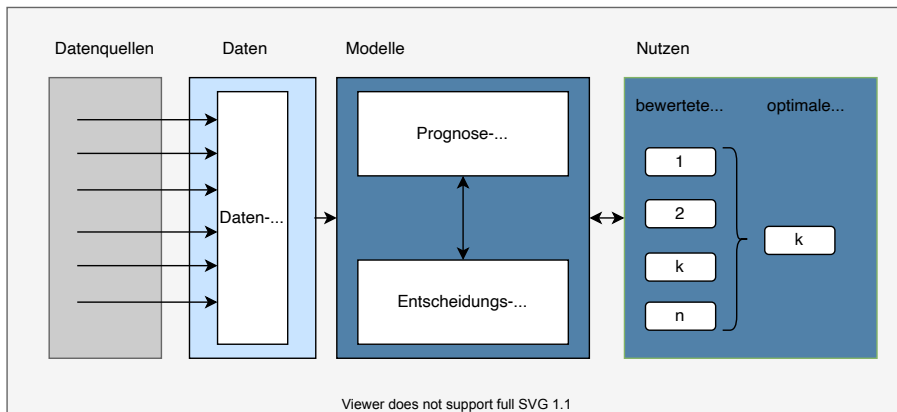 Datenquellen
Daten
Modelle
Nutzen
bewertete...
optimale...
Prognose-...
Daten-...
Entscheidungs-...
1
2
k
n
k
Viewer does not support full SVG 1.1